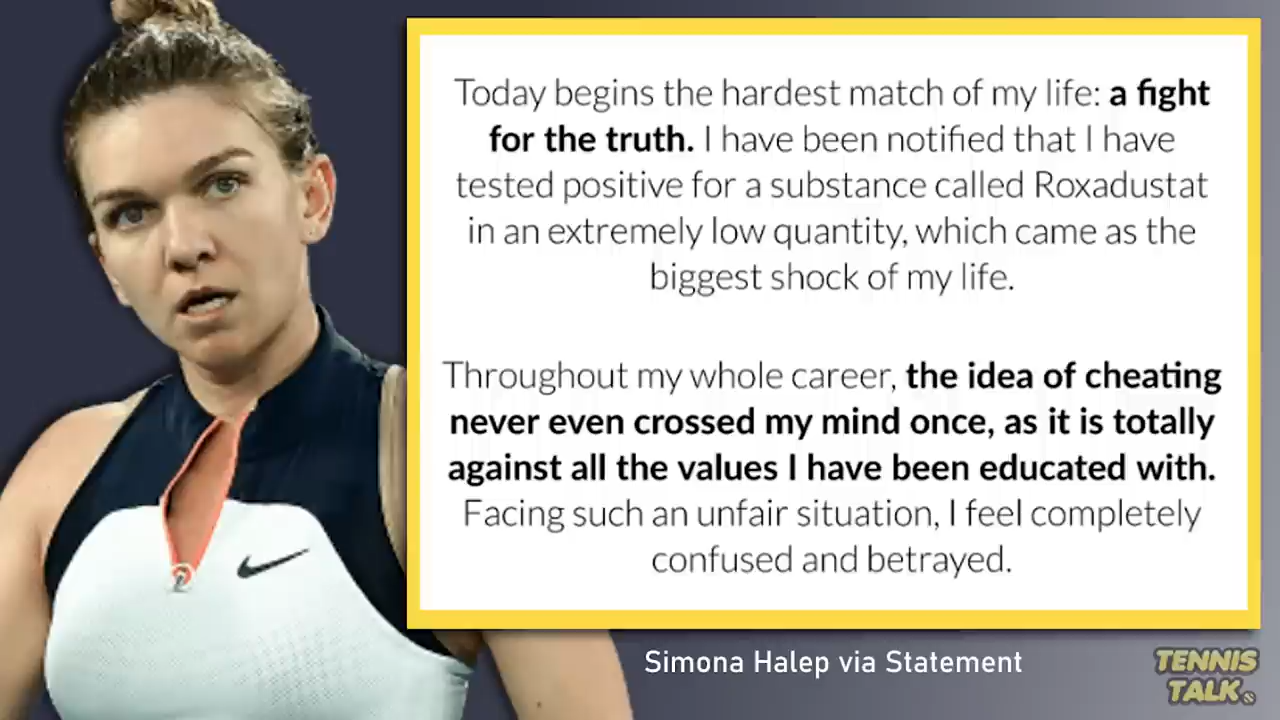 Today begins the hardest match of my life: a fight
for the truth. I have been notified that I have
tested positive for a substance called Roxadustat
in an extremely low quantity, which came as the
biggest shock of my life.
Throughout my whole career, the idea of cheating
never even crossed my mind once, as it is totally
against all the values I have been educated with.
Facing such an unfair situation, I feel completely
confused and betrayed.
Simona Halep via Statement
TENNIS
TALK